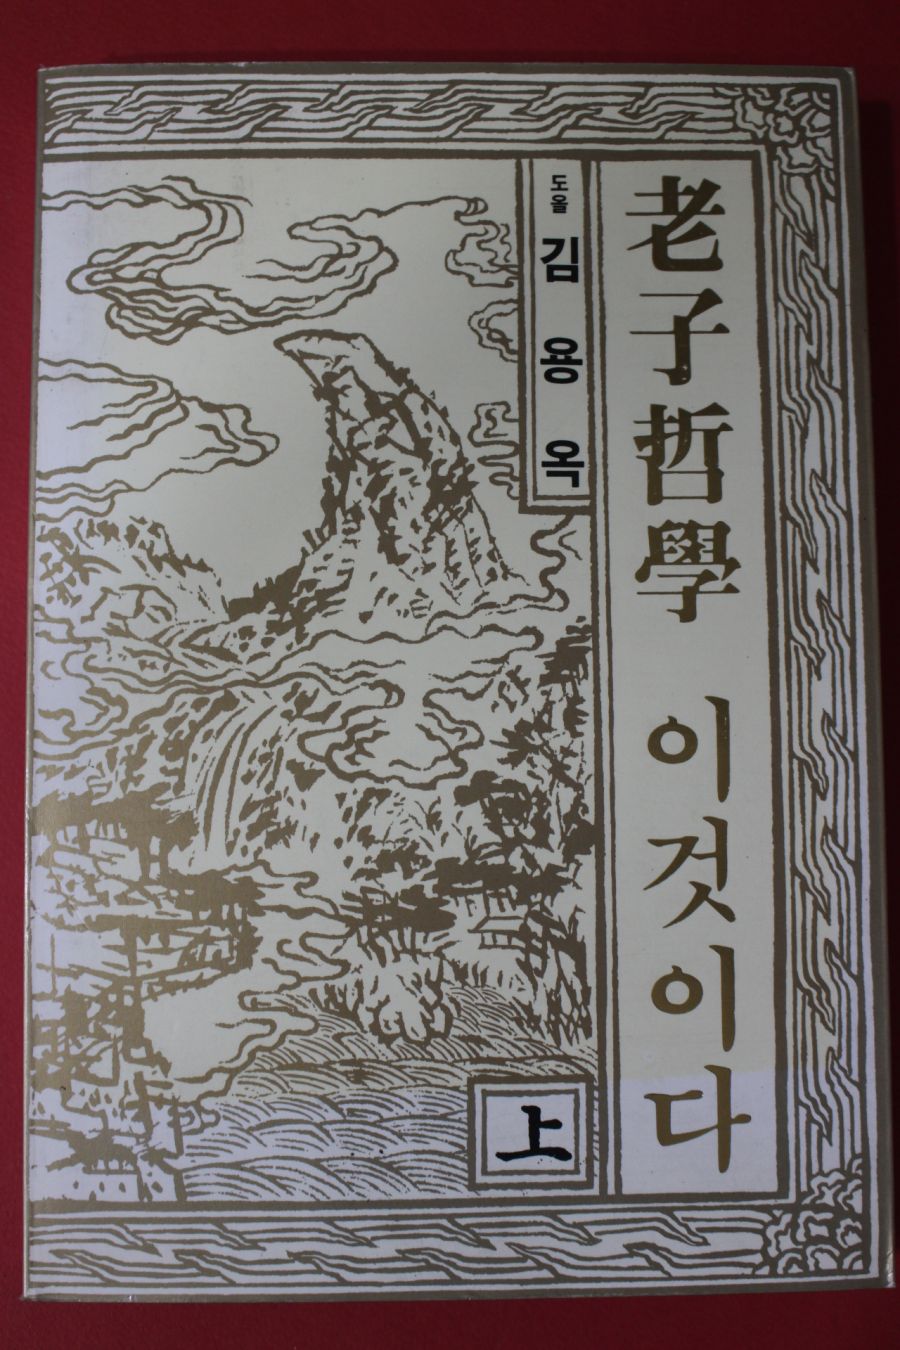 老子哲學 이것이다
도올 김용옥
上